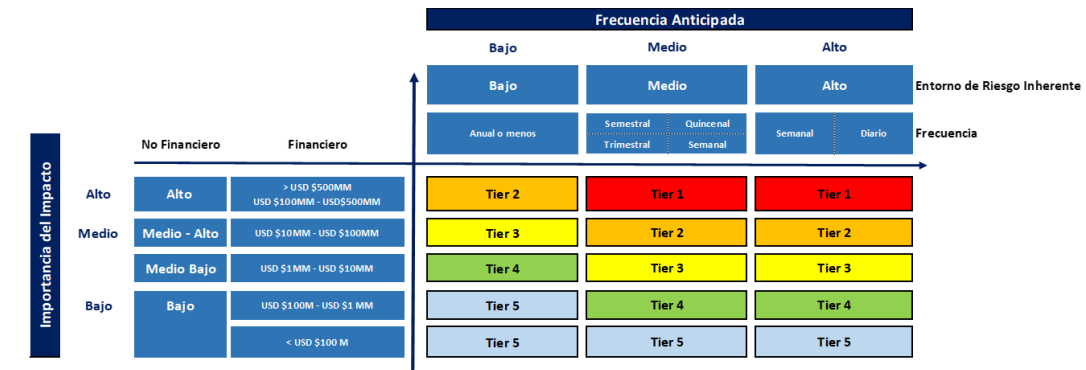 Frecuencia Anticipada
Bajo Medio Alto
Bajo Medio Alto Entorno de Riesgo Inherente
Anual o menos Semestral Quincenal Semanal Diario Frecuencia
Trimestral Semanal
No Financiero Financiero
Importancia del Impacto
Alto Alto > USD $500MM Tier 2 Tier 1 Tier 1
USD $100MM - USD$500MM
Medio Medio - Alto USD $10MM - USD $100MM Tier 3 Tier 2 Tier 2
Medio Bajo USD $1MM - USD $10MM Tier 4 Tier 3 Tier 3
Bajo Bajo USD $100M - USD $1 MM Tier 5 Tier 4 Tier 4
< USD $100 M Tier 5 Tier 5 Tier 5